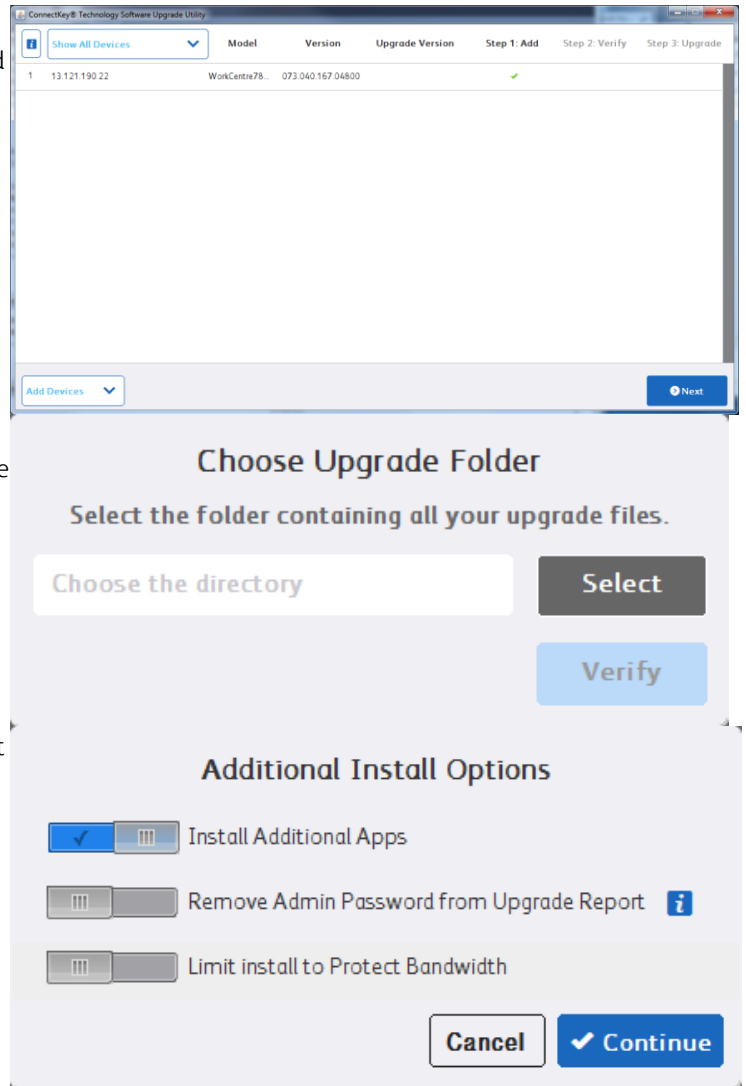 ConnectKey® Technology Software Upgrade Utility
Show All Devices Model Version Upgrade Version Step 1: Add Step 2: Verify Step 3: Upgrade
1 13.121.190.22 WorkCentre78... 073.040.167.04800
Add Devices Next
Choose Upgrade Folder
Select the folder containing all your upgrade files.
Choose the directory Select
Verify
Additional Install Options
Install Additional Apps
Remove Admin Password from Upgrade Report i
Limit install to Protect Bandwidth
Cancel Continue